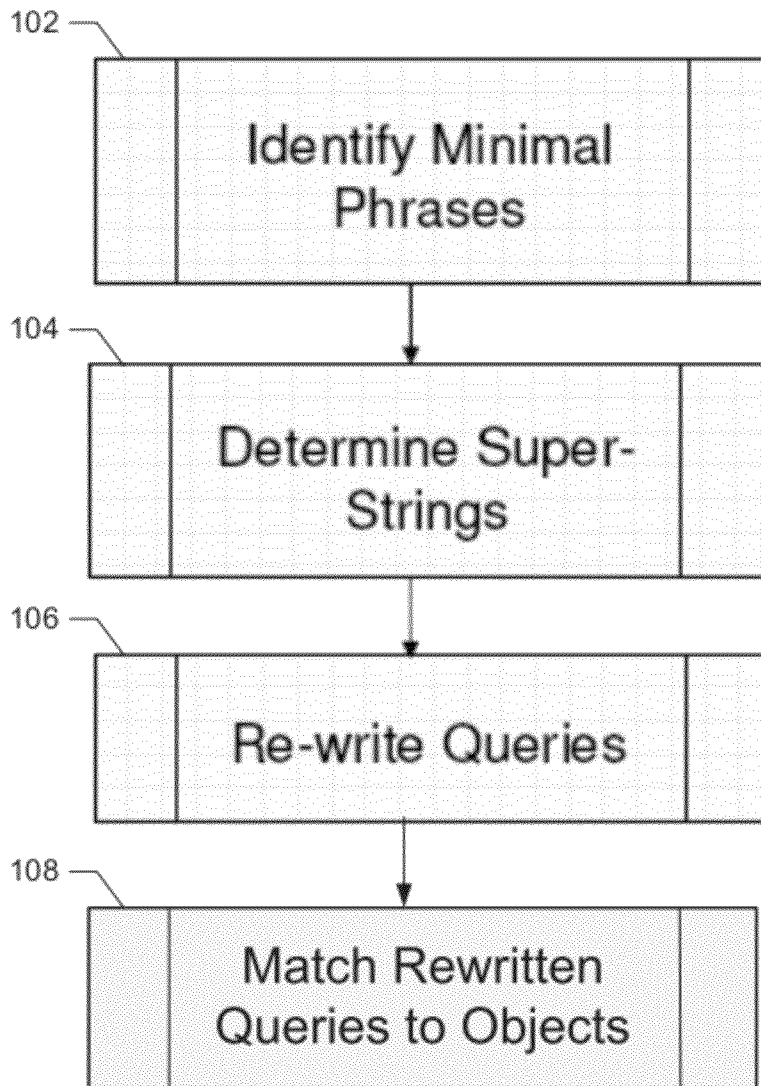 102
Identify Minimal
Phrases
104
Determine Super-
Strings
106
Re-write Queries
108
Match Rewritten
Queries to Objects